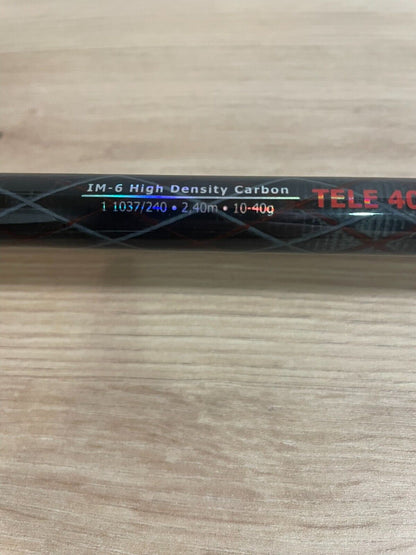 IM-6 High Density Carbon
1 1037/240 • 2,40m • 10-40g
TELE 40